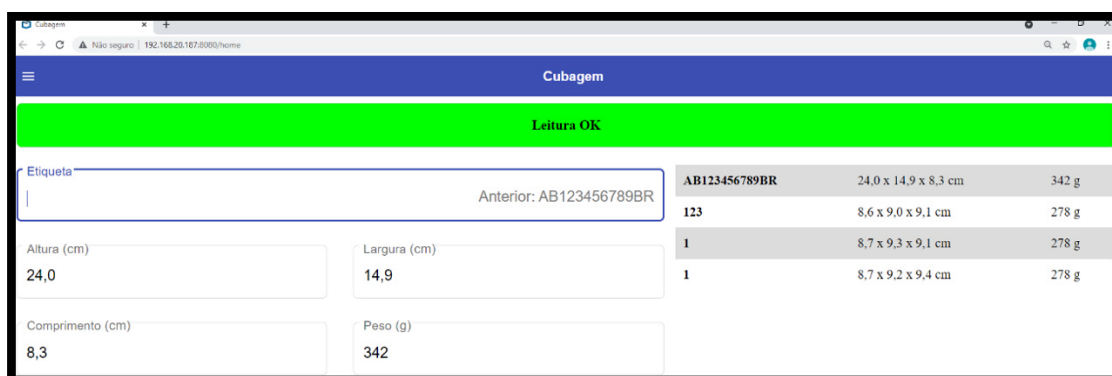 Cubagem
Não seguro | 192.168.20.187:8080/home
Cubagem
Leitura OK
Etiqueta
Anterior: AB123456789BR
Altura (cm)
24,0
Largura (cm)
14,9
Comprimento (cm)
8,3
Peso (g)
342
AB123456789BR 24,0 x 14,9 x 8,3 cm 342 g
123 8,6 x 9,0 x 9,1 cm 278 g
1 8,7 x 9,3 x 9,1 cm 278 g
1 8,7 x 9,2 x 9,4 cm 278 g